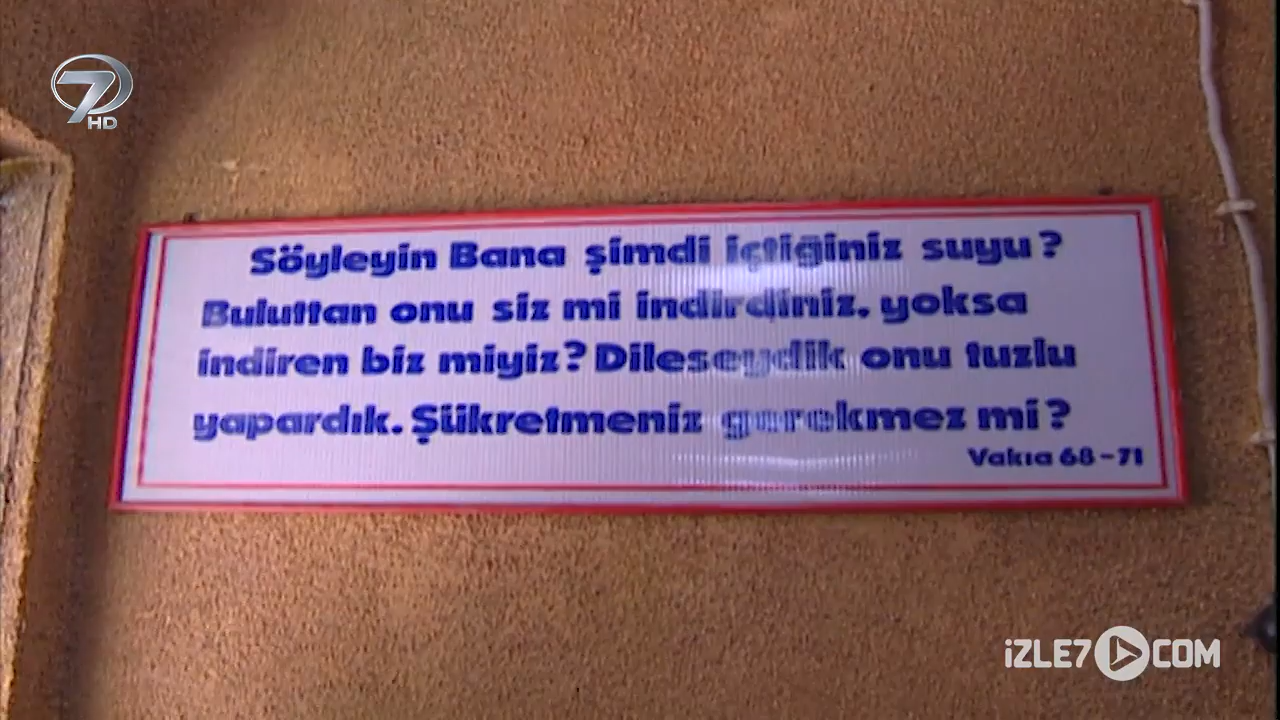 7
HD
Söyleyin Bana şimdi içtiğiniz suyu?
Buluttan onu siz mi indirdiniz, yoksa
indiren biz miyiz? Dileseydik onu tuzlu
yapardık. Şükretmeniz gerekmez mi?
Vakıa 68-71
iZLE7 COM